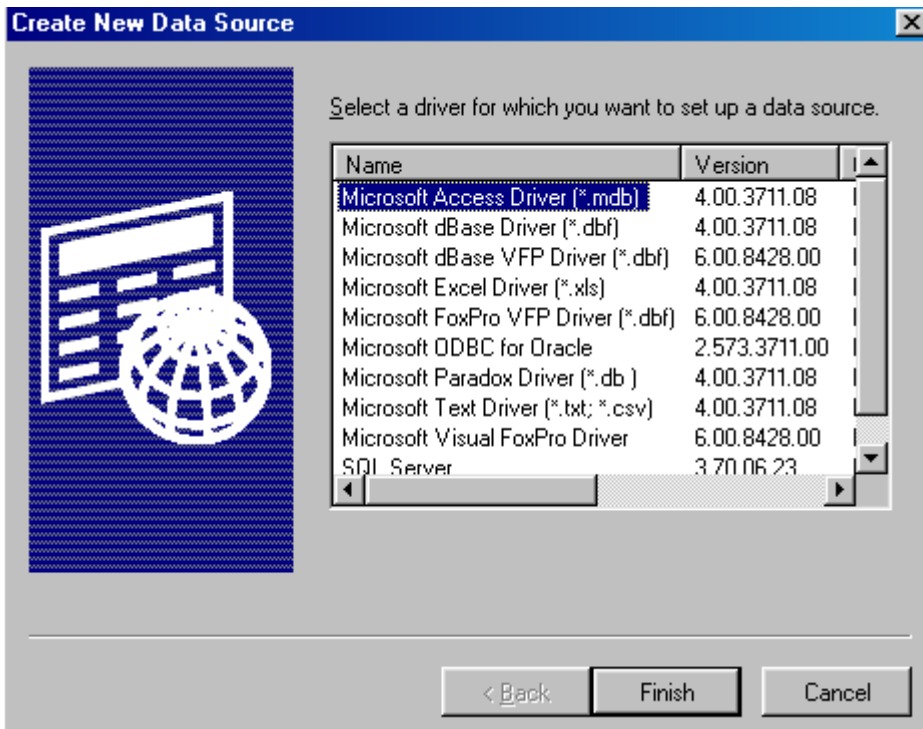 Create New Data Source
Select a driver for which you want to set up a data source.
Name Version
Microsoft Access Driver (*.mdb) 4.00.3711.08
Microsoft dBase Driver (*.dbf) 4.00.3711.08
Microsoft dBase VFP Driver (*.dbf) 6.00.8428.00
Microsoft Excel Driver (*.xls) 4.00.3711.08
Microsoft FoxPro VFP Driver (*.dbf) 6.00.8428.00
Microsoft ODBC for Oracle 2.573.3711.00
Microsoft Paradox Driver (*.db ) 4.00.3711.08
Microsoft Text Driver (*.txt; *.csv) 4.00.3711.08
Microsoft Visual FoxPro Driver 6.00.8428.00
SQL Server 3.70.06.23
< Back Finish Cancel